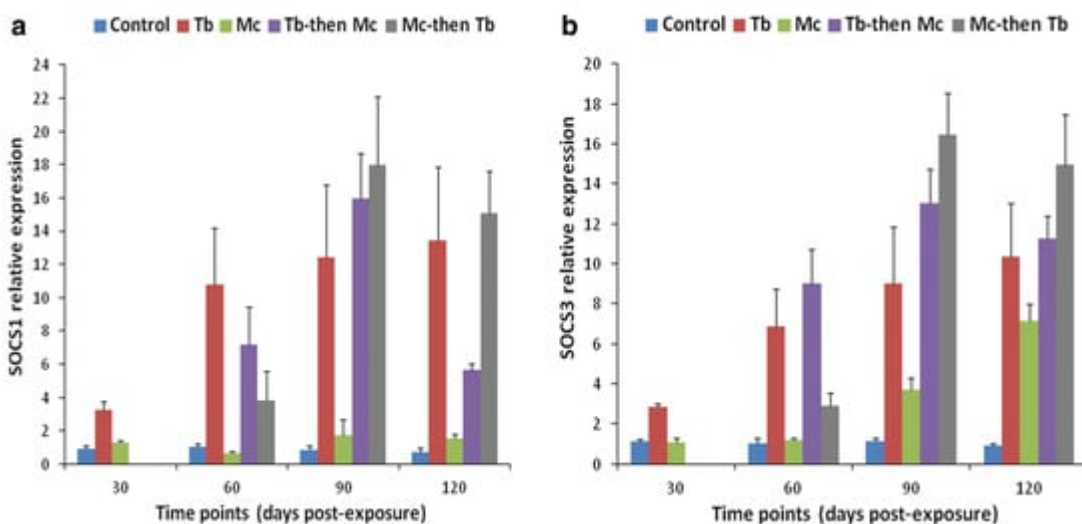 a
Control Tb Mc Tb-then Mc Mc-then Tb
24
22
20
18
16
14
12
10
8
6
4
2
0
SOCS1 relative expression
30 60 90 120
Time points (days post-exposure)
b
Control Tb Mc Tb-then Mc Mc-then Tb
20
18
16
14
12
10
8
6
4
2
0
SOCS3 relative expression
30 60 90 120
Time points (days post-exposure)